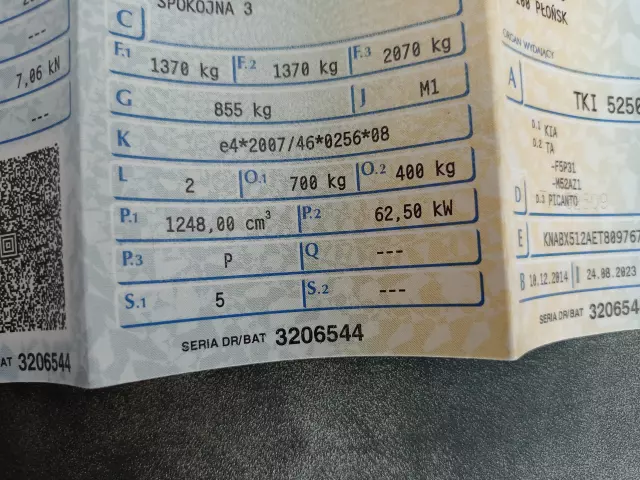 ---
7,06 kN
---
AT 3206544
SPOKOJNA 3
C
F.1 1370 kg F.2 1370 kg F.3 2070 kg
G 855 kg J M1
K e4*2007/46*0256*08
L 2 O.1 700 kg O.2 400 kg
P.1 1248,00 cm³ P.2 62,50 kW
P.3 P Q ---
S.1 5 S.2 ---
SERIA DR/BAT 3206544
PŁOŃSK
ORGAN WYDAJĄCY
A TKI 5250
D.1 KIA
D.2 TA
-F5P31
-M52AZ1
D D.3 PICANTO
E KNABX512AET809767
B 10.12.2014 I 24.08.2023
SERIA DR/BAT 320654